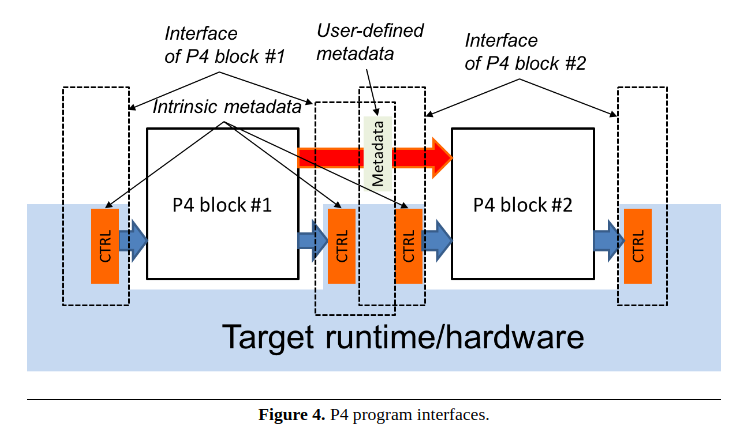 Interface
of P4 block #1
User-defined
metadata
Interface
of P4 block #2
Intrinsic metadata
Metadata
P4 block #1
P4 block #2
CTRL
CTRL
CTRL
CTRL
Target runtime/hardware
Figure 4. P4 program interfaces.